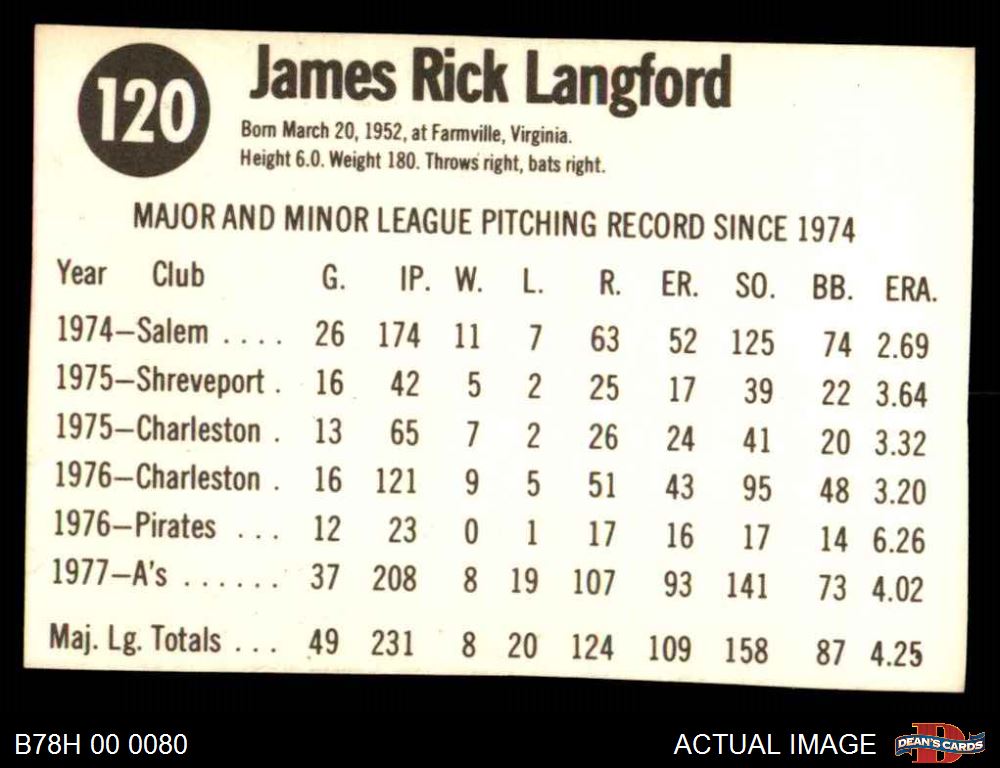 120
James Rick Langford
Born March 20, 1952, at Farmville, Virginia.
Height 6.0. Weight 180. Throws right, bats right.
MAJOR AND MINOR LEAGUE PITCHING RECORD SINCE 1974
Year Club G. IP. W. L. R. ER. SO. BB. ERA.
1974—Salem .... 26 174 11 7 63 52 125 74 2.69
1975—Shreveport . 16 42 5 2 25 17 39 22 3.64
1975—Charleston . 13 65 7 2 26 24 41 20 3.32
1976—Charleston . 16 121 9 5 51 43 95 48 3.20
1976—Pirates ... 12 23 0 1 17 16 17 14 6.26
1977—A's ...... 37 208 8 19 107 93 141 73 4.02
Maj. Lg. Totals ... 49 231 8 20 124 109 158 87 4.25
B78H 00 0080
ACTUAL IMAGE
D
DEAN'S CARDS